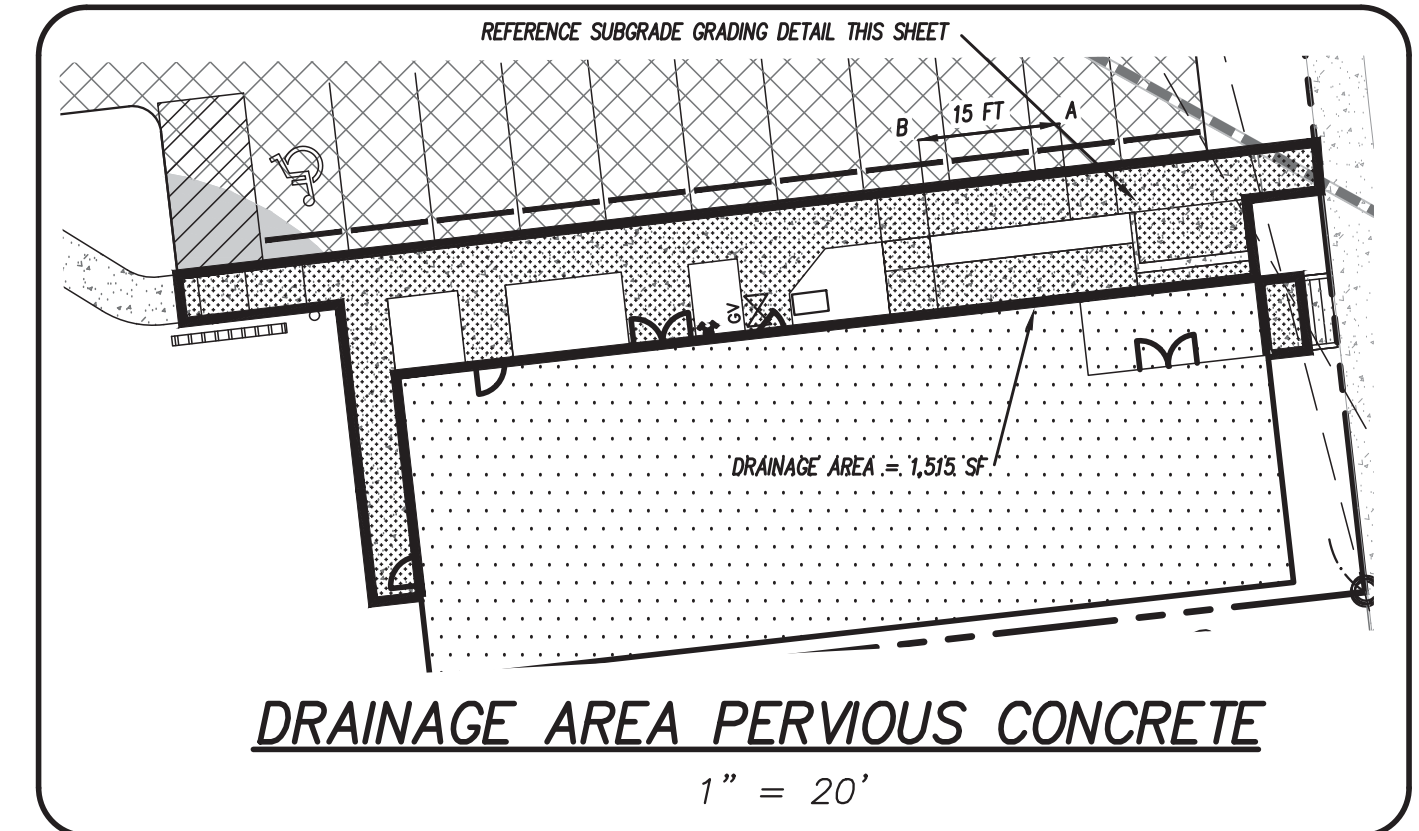 REFERENCE SUBGRADE GRADING DETAIL THIS SHEET
B 15 FT A
GV
DRAINAGE AREA = 1,515 SF
DRAINAGE AREA PERVIOUS CONCRETE
1" = 20'